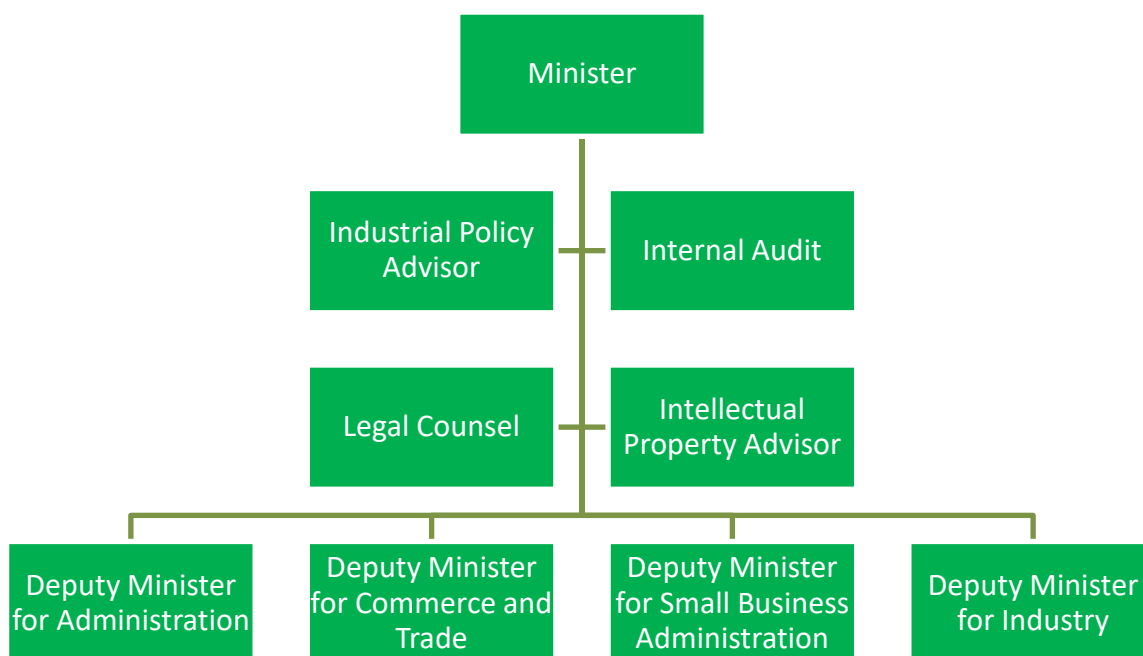 Minister
Industrial Policy
Advisor
Internal Audit
Legal Counsel
Intellectual
Property Advisor
Deputy Minister
for Administration
Deputy Minister
for Commerce and
Trade
Deputy Minister
for Small Business
Administration
Deputy Minister
for Industry